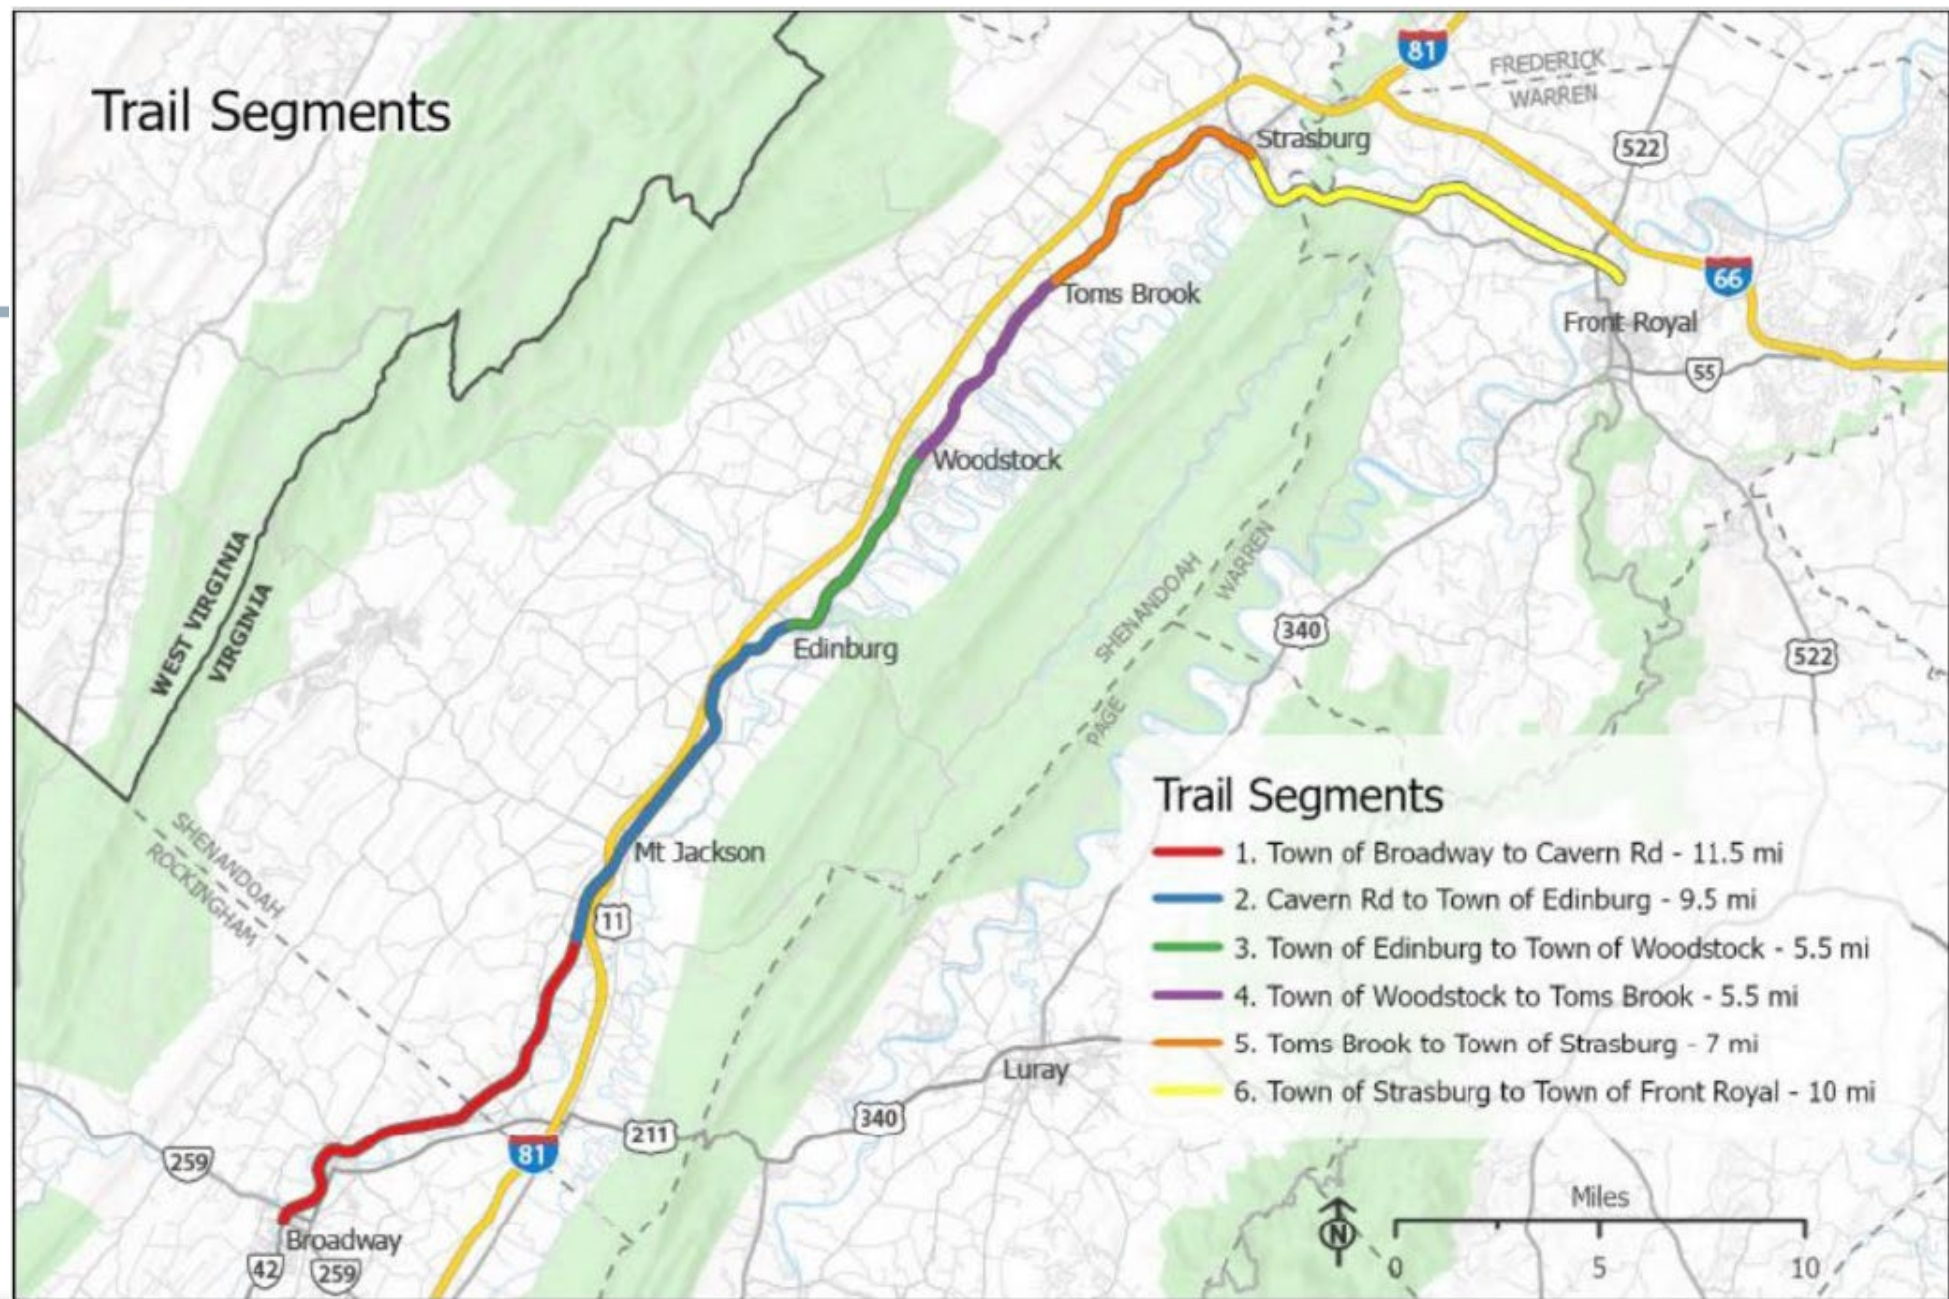 Trail Segments
81
FREDERICK
WARREN
522
Strasburg
66
Toms Brook
Front Royal
55
Woodstock
WEST VIRGINIA
VIRGINIA
SHENANDOAH
WARREN
PAGE
340
522
Edinburg
Mt Jackson
SHENANDOAH
ROCKINGHAM
11
Trail Segments
1. Town of Broadway to Cavern Rd - 11.5 mi
2. Cavern Rd to Town of Edinburg - 9.5 mi
3. Town of Edinburg to Town of Woodstock - 5.5 mi
4. Town of Woodstock to Toms Brook - 5.5 mi
5. Toms Brook to Town of Strasburg - 7 mi
6. Town of Strasburg to Town of Front Royal - 10 mi
Luray
340
211
81
259
Broadway
42
259
N
Miles
0 5 10